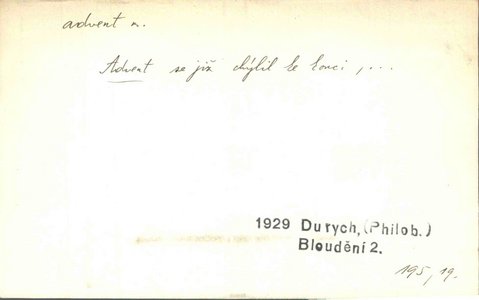 advent m.
Advent se již chýlil ke konci , ...
1929 Durych, (Philob.)
Bloudění 2.
195, 19.